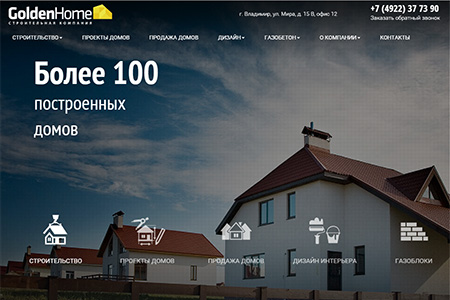 GoldenHome
СТРОИТЕЛЬНАЯ КОМПАНИЯ
г. Владимир, ул. Мира, д. 15-В, офис 12
+7 (4922) 37 73 90
Заказать обратный звонок
СТРОИТЕЛЬСТВО ПРОЕКТЫ ДОМОВ ПРОДАЖА ДОМОВ ДИЗАЙН ГАЗОБЕТОН О КОМПАНИИ КОНТАКТЫ
Более 100
построенных
домов
СТРОИТЕЛЬСТВО ПРОЕКТЫ ДОМОВ ПРОДАЖА ДОМОВ ДИЗАЙН ИНТЕРЬЕРА ГАЗОБЛОКИ